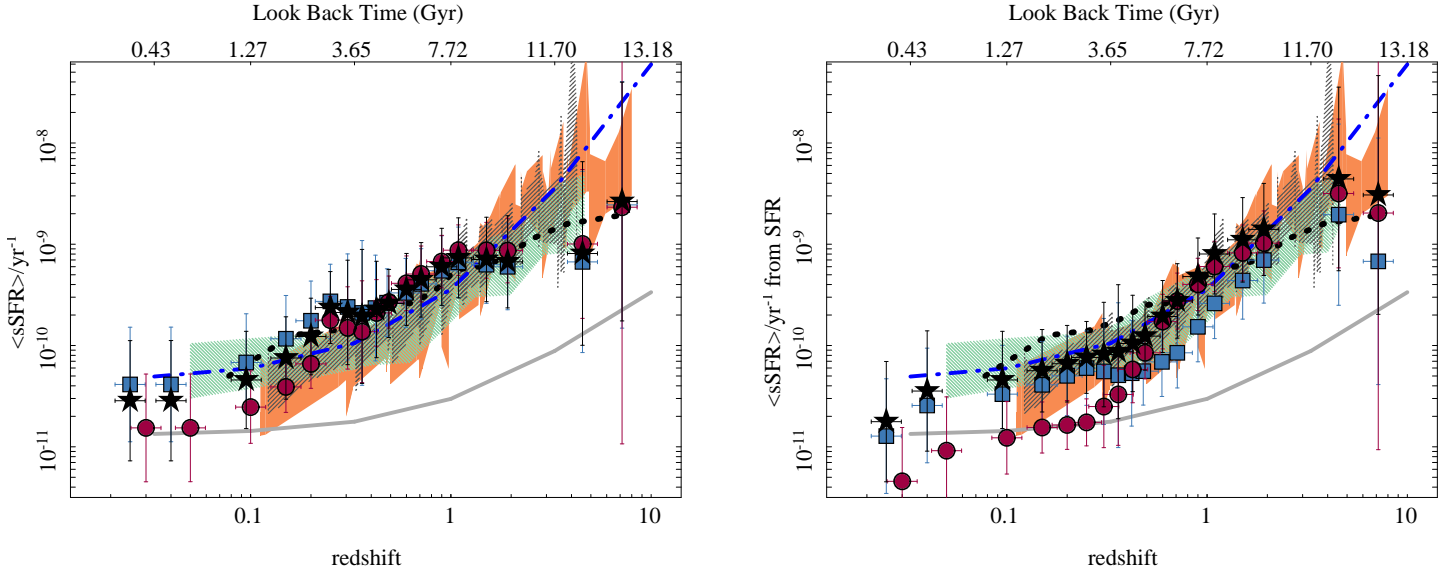 Look Back Time (Gyr)
0.43 1.27 3.65 7.72 11.70 13.18
<sSFR>/yr⁻¹
10⁻⁸
10⁻⁹
10⁻¹⁰
10⁻¹¹
0.1 1 10
redshift
Look Back Time (Gyr)
0.43 1.27 3.65 7.72 11.70 13.18
<sSFR>/yr⁻¹ from SFR
10⁻⁸
10⁻⁹
10⁻¹⁰
10⁻¹¹
0.1 1 10
redshift